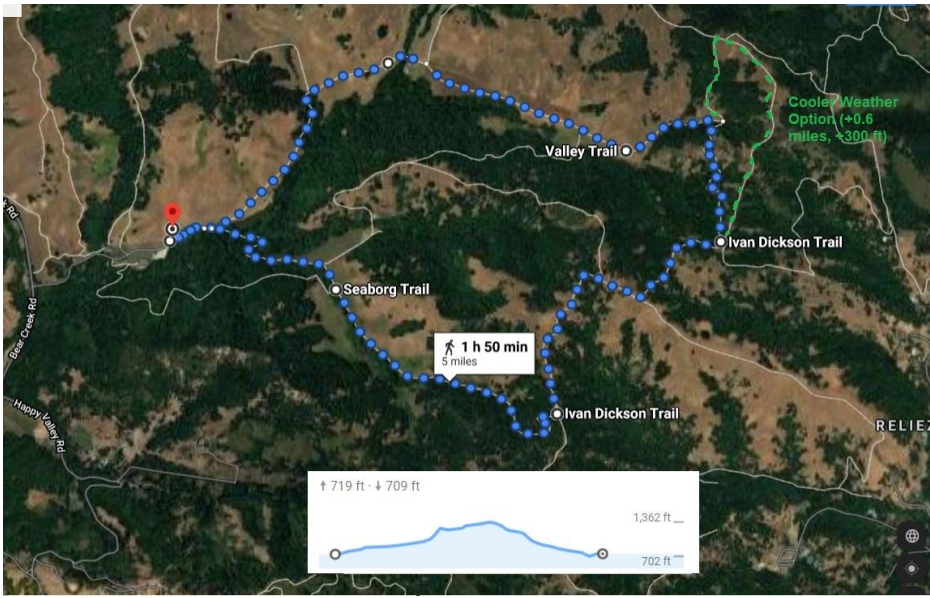 Cooler Weather
Option (+0.6
miles, +300 ft)
Valley Trail
Ivan Dickson Trail
k Rd
Seaborg Trail
Bear Creek Rd
1 h 50 min
5 miles
Happy Valley Rd
Ivan Dickson Trail
RELIEZ
↑ 719 ft · ↓ 709 ft
1,362 ft
702 ft